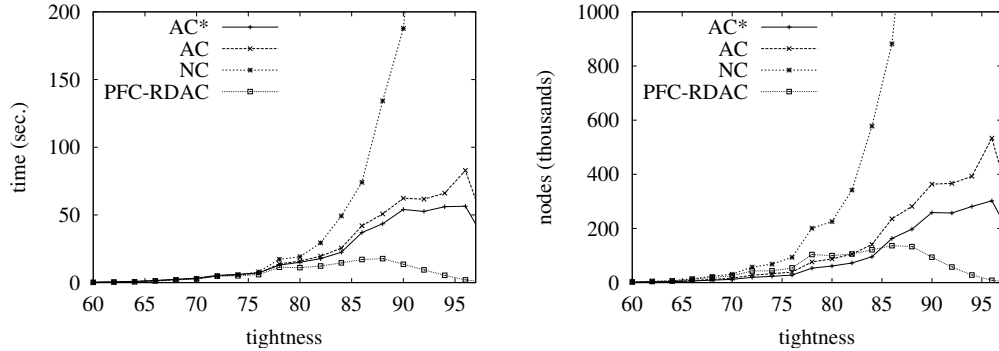 200
150
100
50
0
time (sec.)
AC*
AC
NC
PFC-RDAC
60 65 70 75 80 85 90 95
tightness
1000
800
600
400
200
0
nodes (thousands)
AC*
AC
NC
PFC-RDAC
60 65 70 75 80 85 90 95
tightness